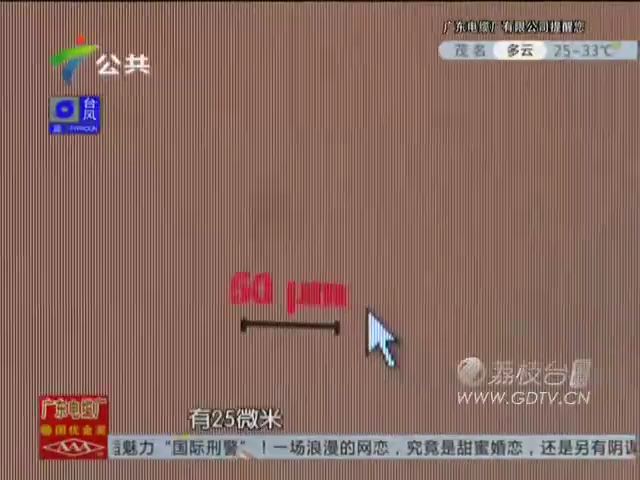 广东电缆厂有限公司提醒您
茂名 多云 25-33℃
公共
台风
TYPHOON
50 μm
荔枝台
WWW.GDTV.CN
广东电缆厂
国优金奖
有25微米
魅力“国际刑警”！一场浪漫的网恋，究竟是甜蜜婚恋，还是另有阴谋